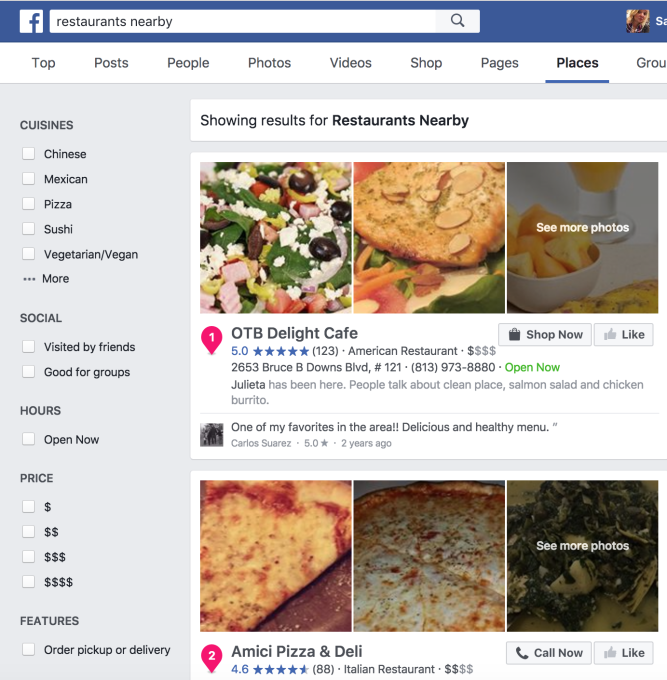 f restaurants nearby
Sa
Top Posts People Photos Videos Shop Pages Places Grou
CUISINES
Chinese
Mexican
Pizza
Sushi
Vegetarian/Vegan
••• More
SOCIAL
Visited by friends
Good for groups
HOURS
Open Now
PRICE
$
$$
$$$
$$$$
FEATURES
Order pickup or delivery
Showing results for Restaurants Nearby
See more photos
1 OTB Delight Cafe
Shop Now Like
5.0 ★★★★★ (123) · American Restaurant · $$$$
2653 Bruce B Downs Blvd, # 121 · (813) 973-8880 · Open Now
Julieta has been here. People talk about clean place, salmon salad and chicken
burrito.
One of my favorites in the area!! Delicious and healthy menu. "
Carlos Suarez · 5.0 ★ · 2 years ago
See more photos
2 Amici Pizza & Deli
Call Now Like
4.6 ★★★★★ (88) · Italian Restaurant · $$$$